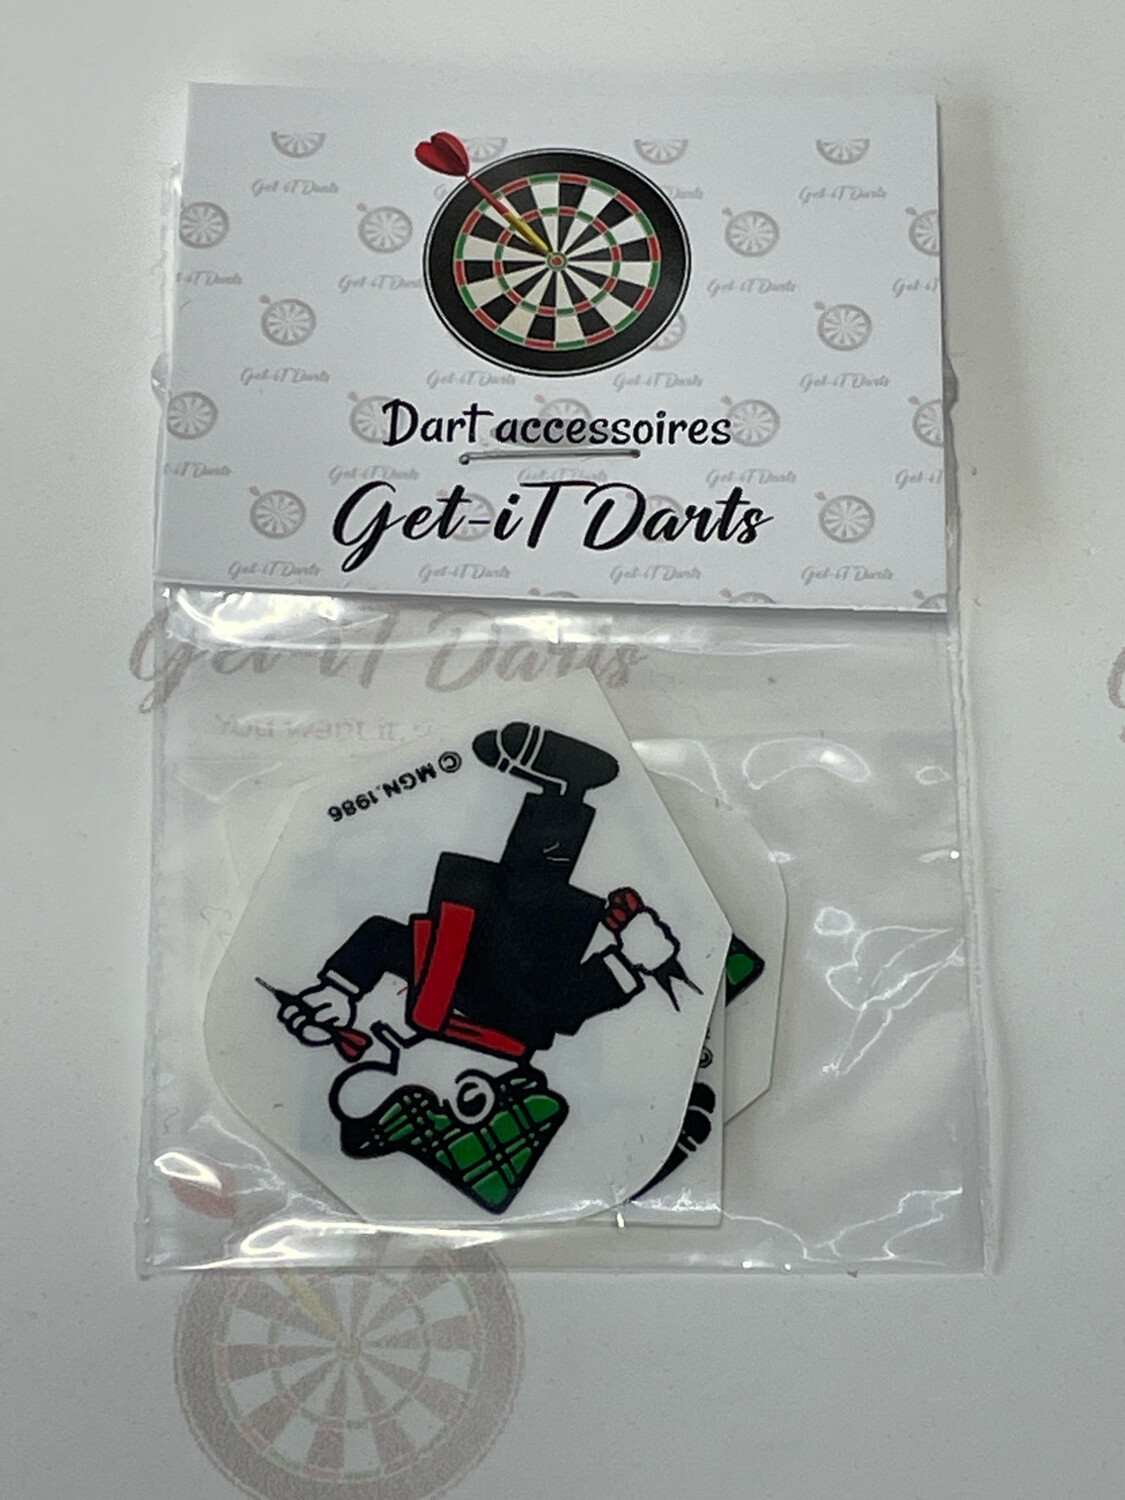 Dart accessoires
Get-iT Darts
Get-iT Darts
© MGN.1986